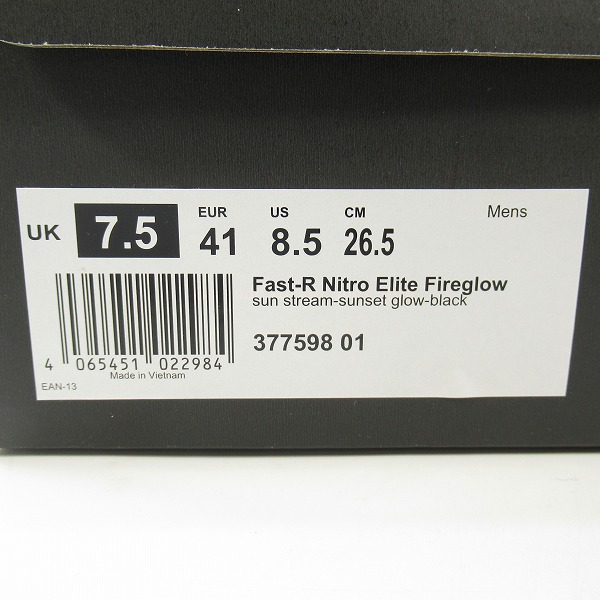 UK 7.5 EUR 41 US 8.5 CM 26.5 Mens
Fast-R Nitro Elite Fireglow
sun stream-sunset glow-black
377598 01
4 065451 022984
Made in Vietnam
EAN-13